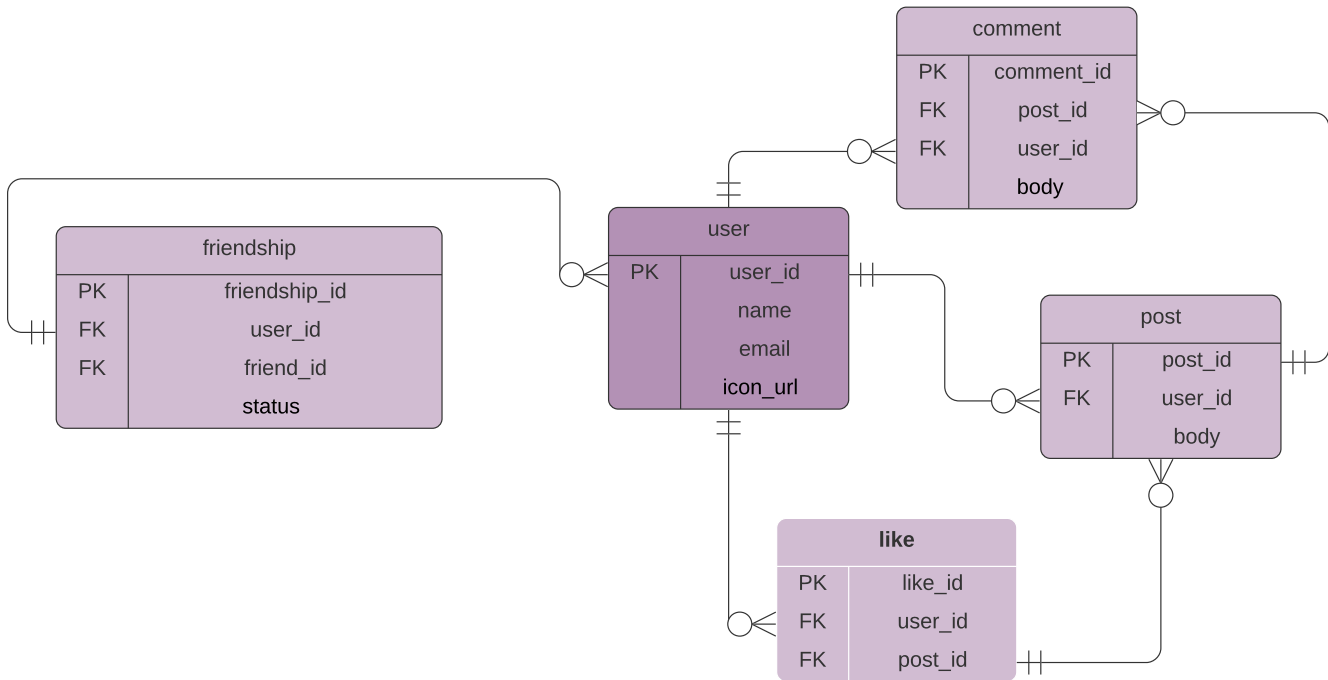 comment
PK comment_id
FK post_id
FK user_id
body
friendship
PK friendship_id
FK user_id
FK friend_id
status
user
PK user_id
name
email
icon_url
post
PK post_id
FK user_id
body
like
PK like_id
FK user_id
FK post_id